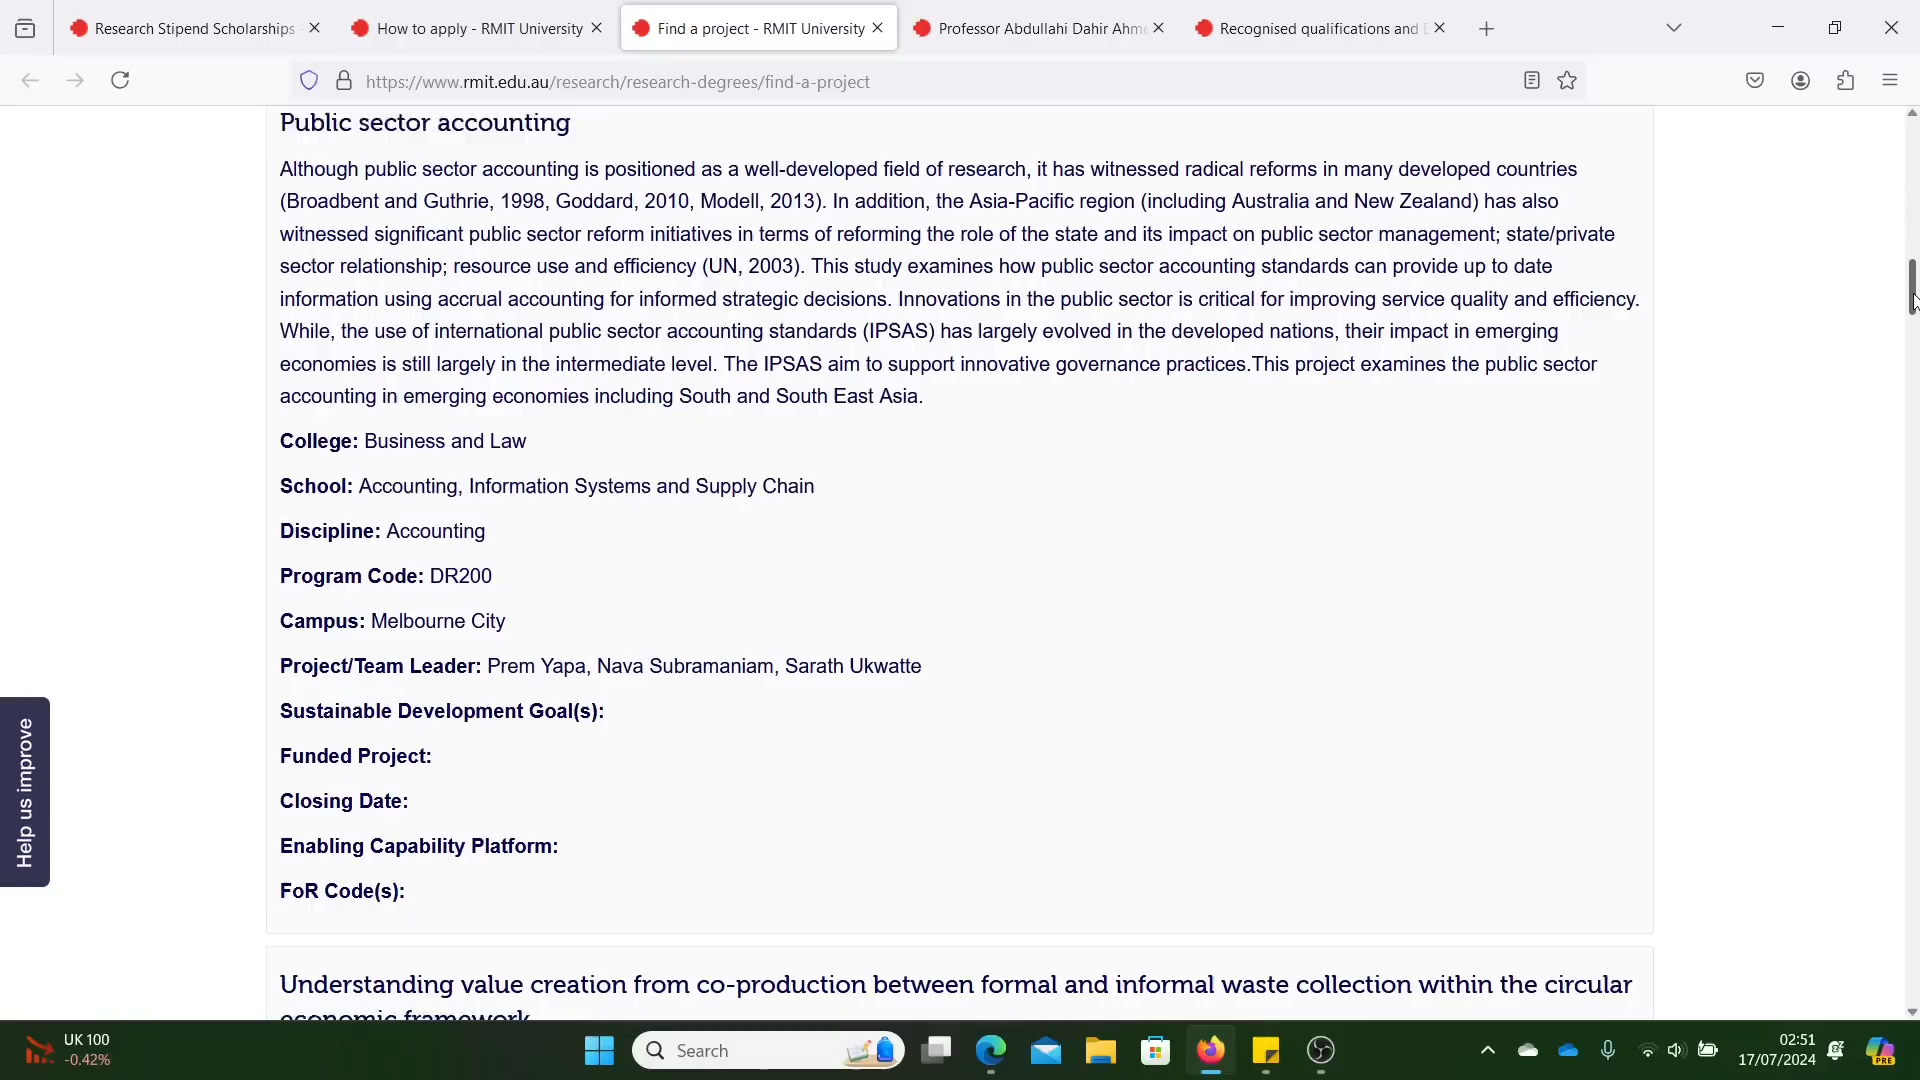 Research Stipend Scholarships -
How to apply - RMIT University
Find a project - RMIT University
Professor Abdullahi Dahir Ahme
Recognised qualifications and E
https://www.rmit.edu.au/research/research-degrees/find-a-project
Public sector accounting
Although public sector accounting is positioned as a well-developed field of research, it has witnessed radical reforms in many developed countries
(Broadbent and Guthrie, 1998, Goddard, 2010, Modell, 2013). In addition, the Asia-Pacific region (including Australia and New Zealand) has also
witnessed significant public sector reform initiatives in terms of reforming the role of the state and its impact on public sector management; state/private
sector relationship; resource use and efficiency (UN, 2003). This study examines how public sector accounting standards can provide up to date
information using accrual accounting for informed strategic decisions. Innovations in the public sector is critical for improving service quality and efficiency.
While, the use of international public sector accounting standards (IPSAS) has largely evolved in the developed nations, their impact in emerging
economies is still largely in the intermediate level. The IPSAS aim to support innovative governance practices.This project examines the public sector
accounting in emerging economies including South and South East Asia.
College: Business and Law
School: Accounting, Information Systems and Supply Chain
Discipline: Accounting
Program Code: DR200
Campus: Melbourne City
Project/Team Leader: Prem Yapa, Nava Subramaniam, Sarath Ukwatte
Sustainable Development Goal(s):
Funded Project:
Closing Date:
Enabling Capability Platform:
FoR Code(s):
Help us improve
Understanding value creation from co-production between formal and informal waste collection within the circular
economic framework
UK 100
-0.42%
Search
02:51
17/07/2024
PRE